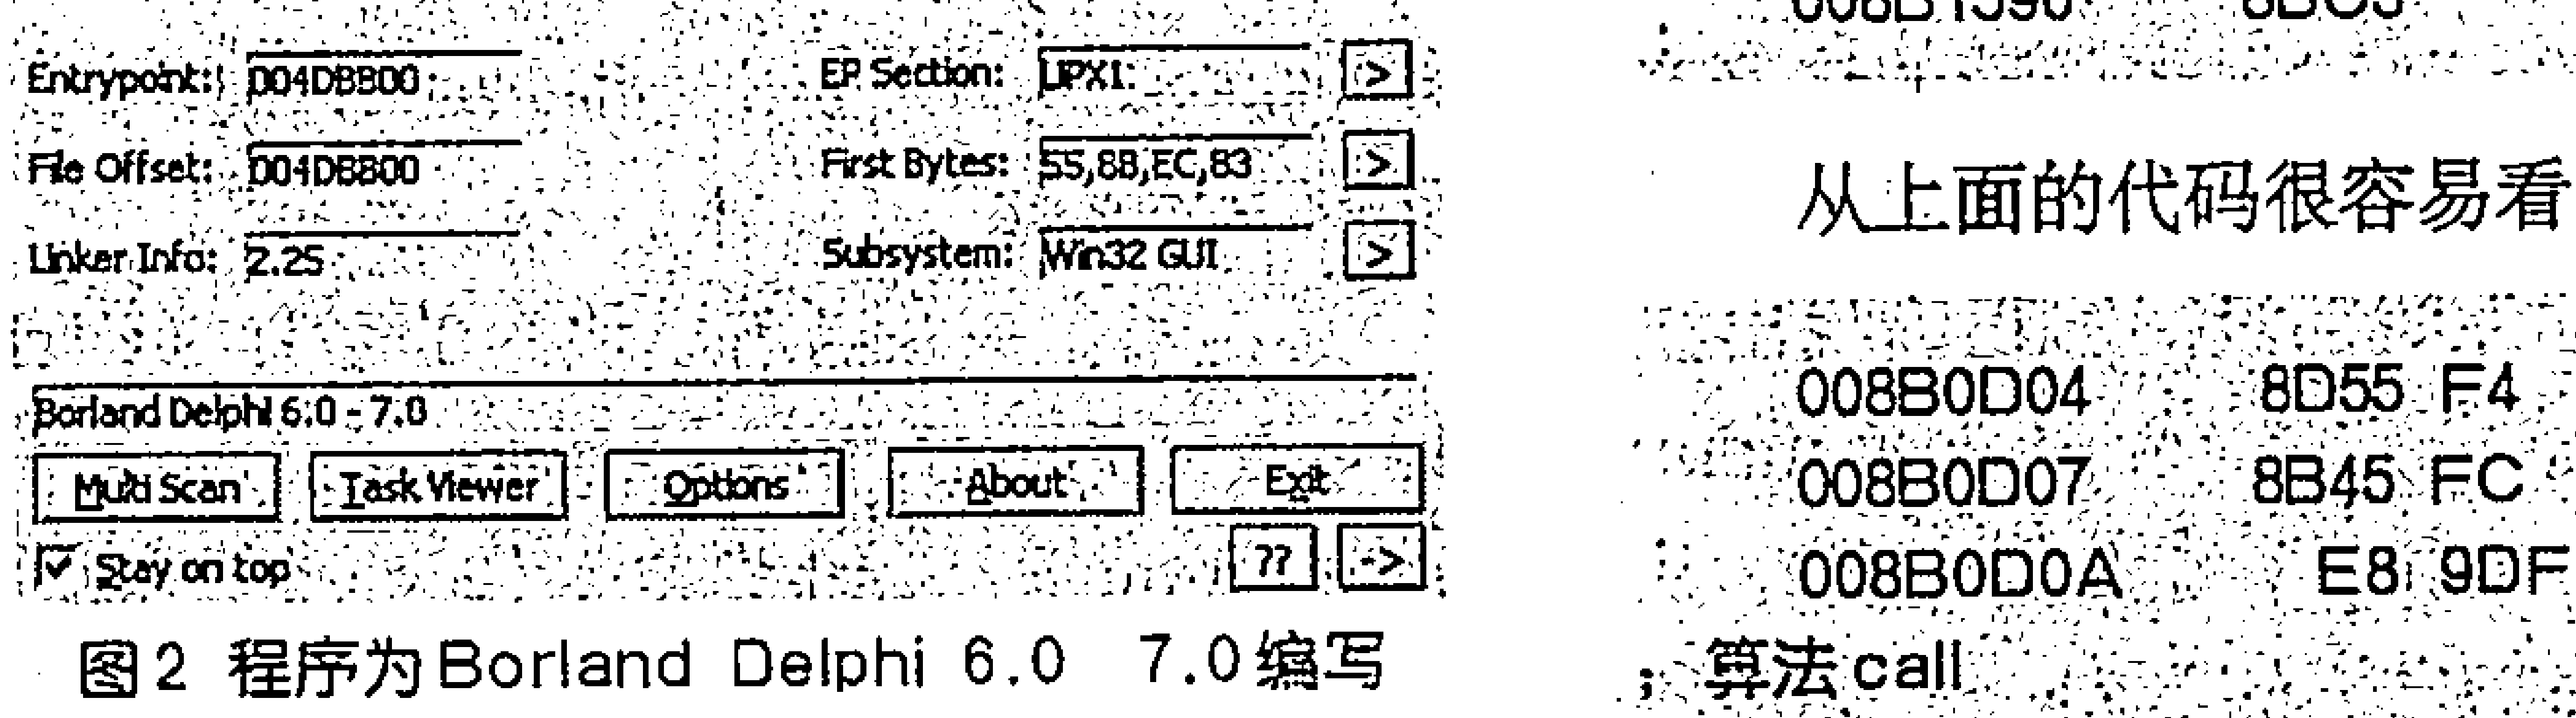 Entrypoint: 004DBB00 EP Section: UPX1 >
File Offset: 004DBB00 First Bytes: 55,8B,EC,83 >
Linker Info: 2.25 Subsystem: Win32 GUI >
Borland Delphi 6.0 - 7.0
Multi Scan Task Viewer Options About Exit
Stay on top ?? ->
图2 程序为Borland Delphi 6.0 7.0编写
从上面的代码很容易看
008B0D04 8D55 F4
008B0D07 8B45 FC
008B0D0A E8 9DF
; 算法call